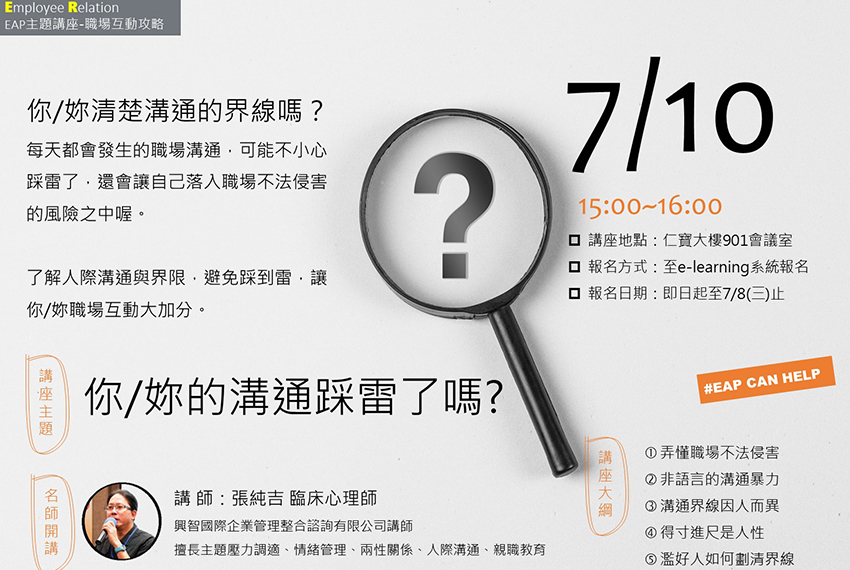 Employee Relation
EAP主題講座-職場互動攻略
你/妳清楚溝通的界線嗎？
每天都會發生的職場溝通，可能不小心
踩雷了，還會讓自己落入職場不法侵害
的風險之中喔。
了解人際溝通與界限，避免踩到雷，讓
你/妳職場互動大加分。
?
7/10
15:00~16:00
講座地點：仁寶大樓901會議室
報名方式：至e-learning系統報名
報名日期：即日起至7/8(三)止
#EAP CAN HELP
講座主題
你/妳的溝通踩雷了嗎?
名師開講
講 師：張純吉 臨床心理師
興智國際企業管理整合諮詢有限公司講師
擅長主題壓力調適、情緒管理、兩性關係、人際溝通、親職教育
講座大綱
① 弄懂職場不法侵害
② 非語言的溝通暴力
③ 溝通界線因人而異
④ 得寸進尺是人性
⑤ 濫好人如何劃清界線